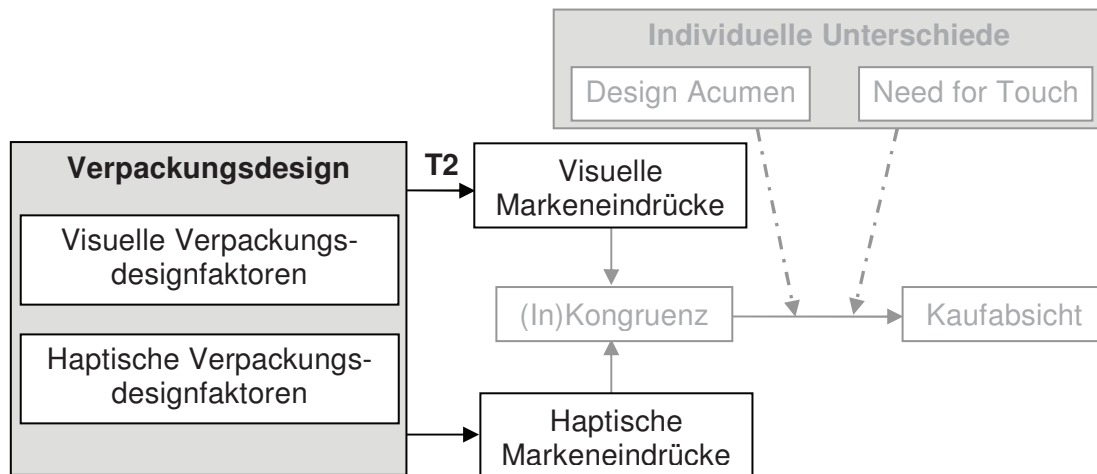 Individuelle Unterschiede
Design Acumen
Need for Touch
Verpackungsdesign
T2
Visuelle
Markeneindrücke
Visuelle Verpackungs-
designfaktoren
(In)Kongruenz
Kaufabsicht
Haptische Verpackungs-
designfaktoren
Haptische
Markeneindrücke